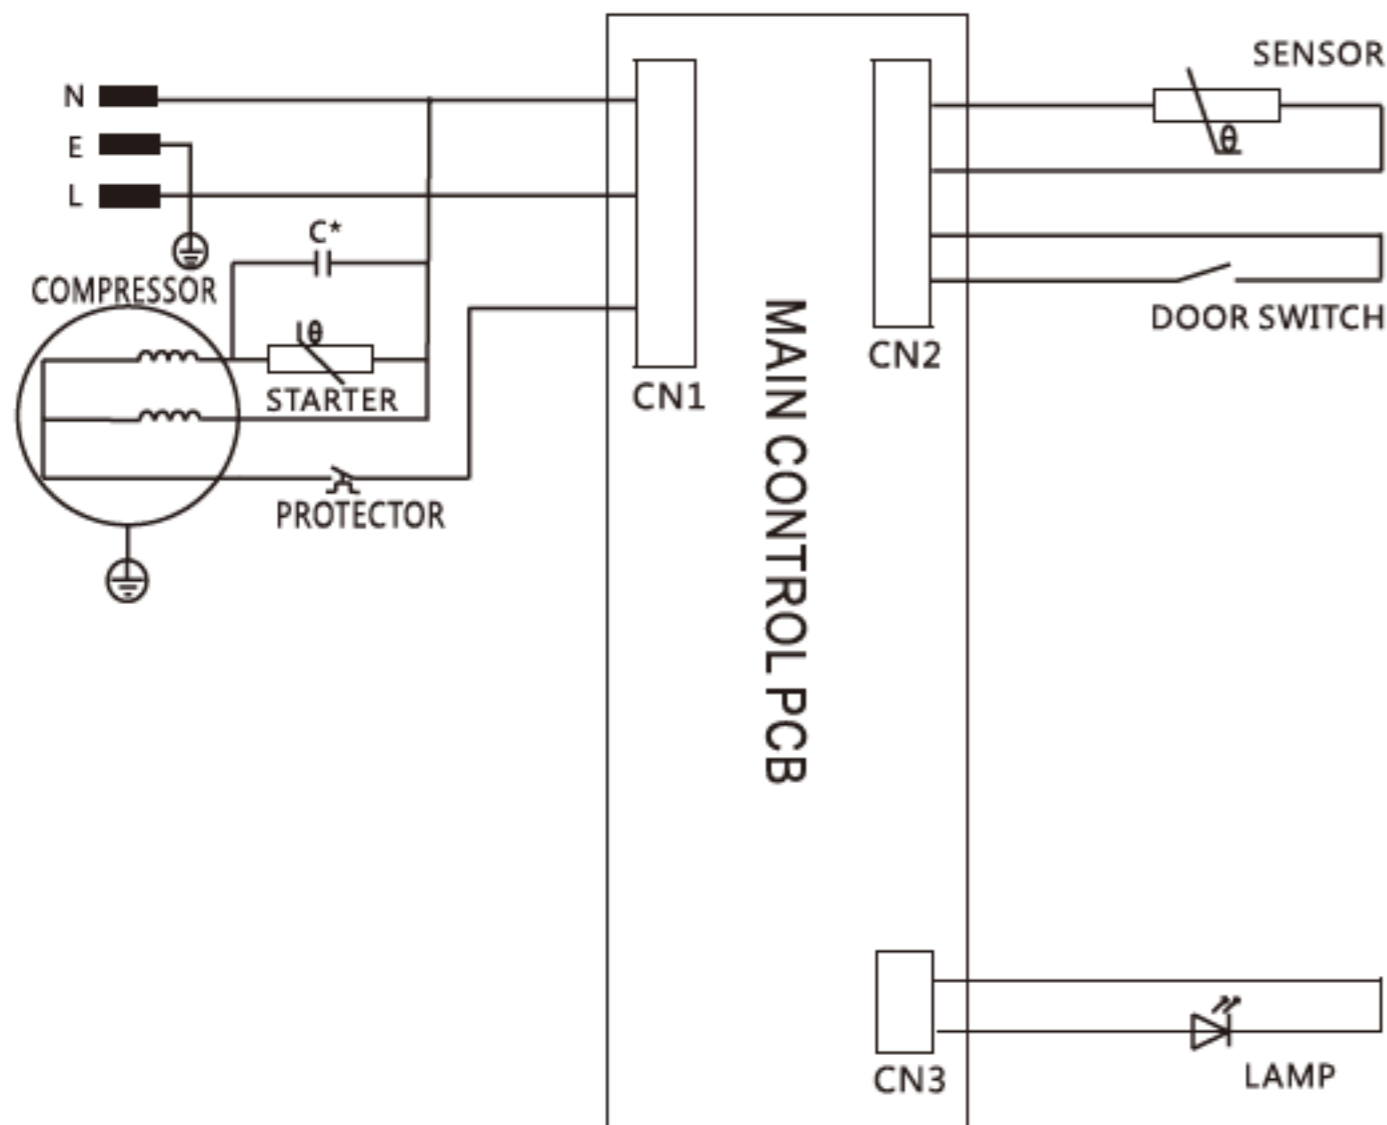 SENSOR
N
E
θ
L
C*
COMPRESSOR
DOOR SWITCH
θ
CN2
STARTER
CN1
PROTECTOR
MAIN CONTROL PCB
CN3
LAMP